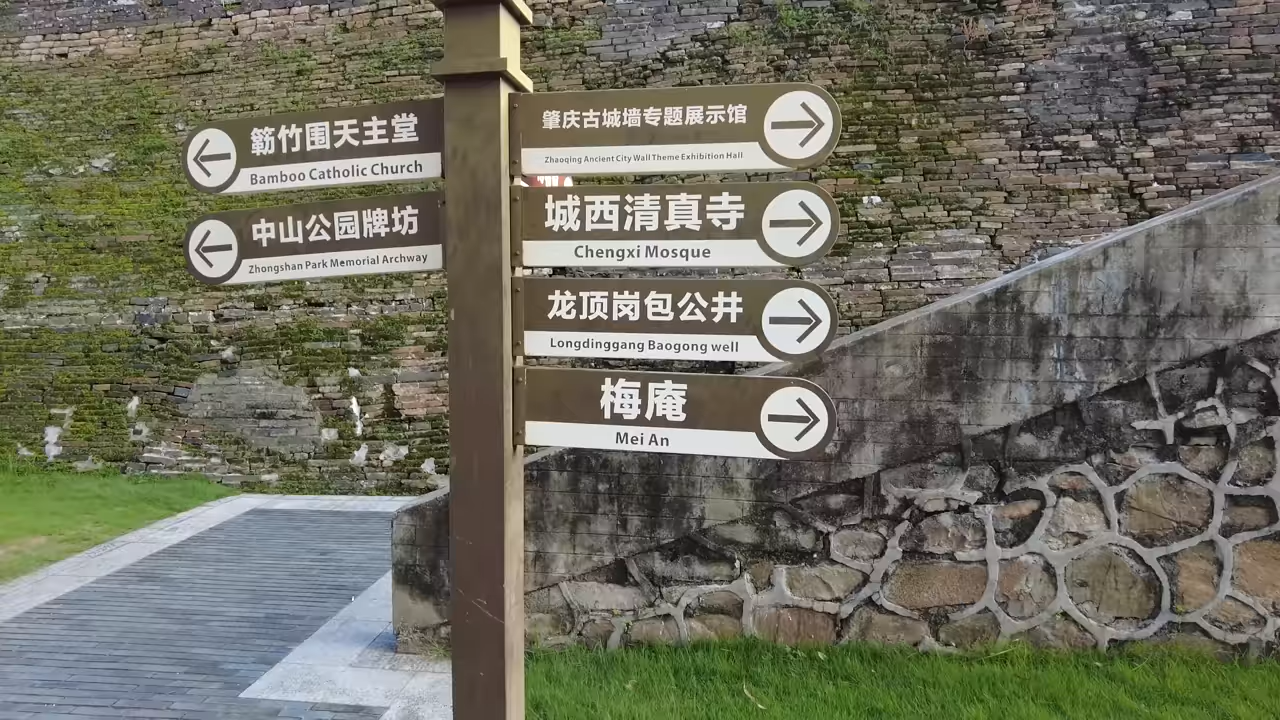 簕竹围天主堂
Bamboo Catholic Church
中山公园牌坊
Zhongshan Park Memorial Archway
肇庆古城墙专题展示馆
Zhaoqing Ancient City Wall Theme Exhibition Hall
城西清真寺
Chengxi Mosque
龙顶岗包公井
Longdinggang Baogong well
梅庵
Mei An